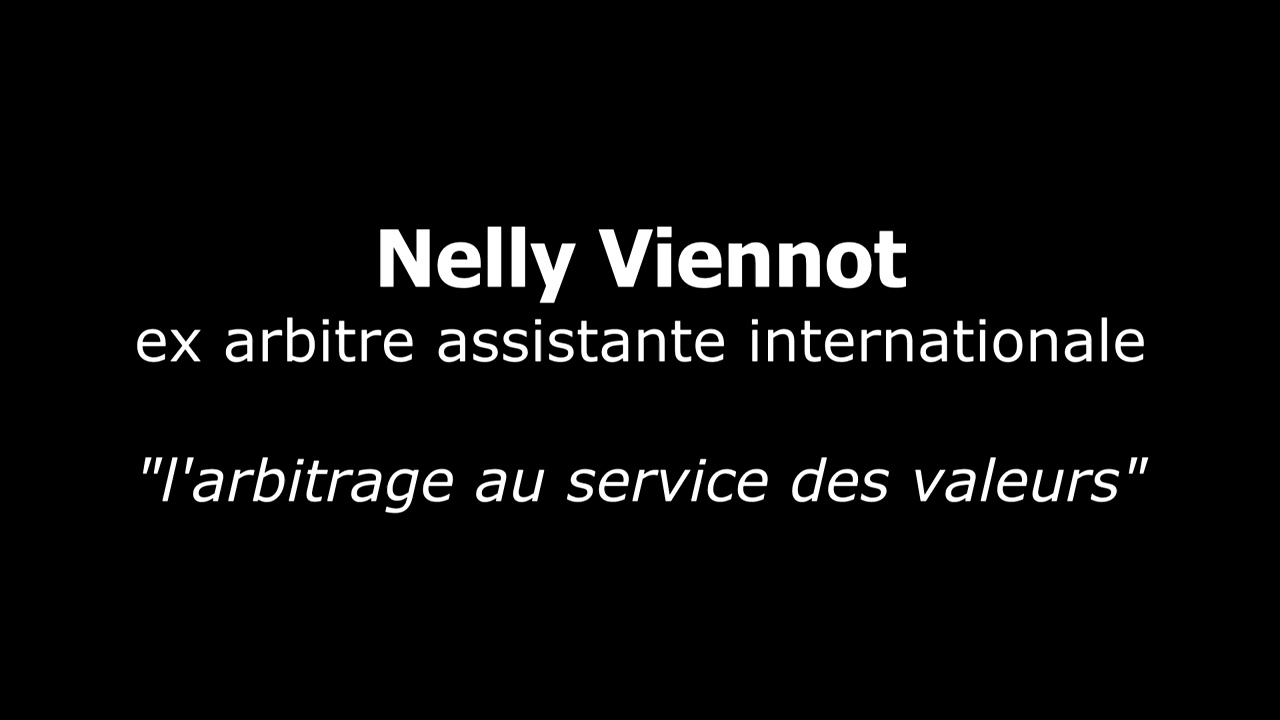 Nelly Viennot
ex arbitre assistante internationale
"l'arbitrage au service des valeurs"